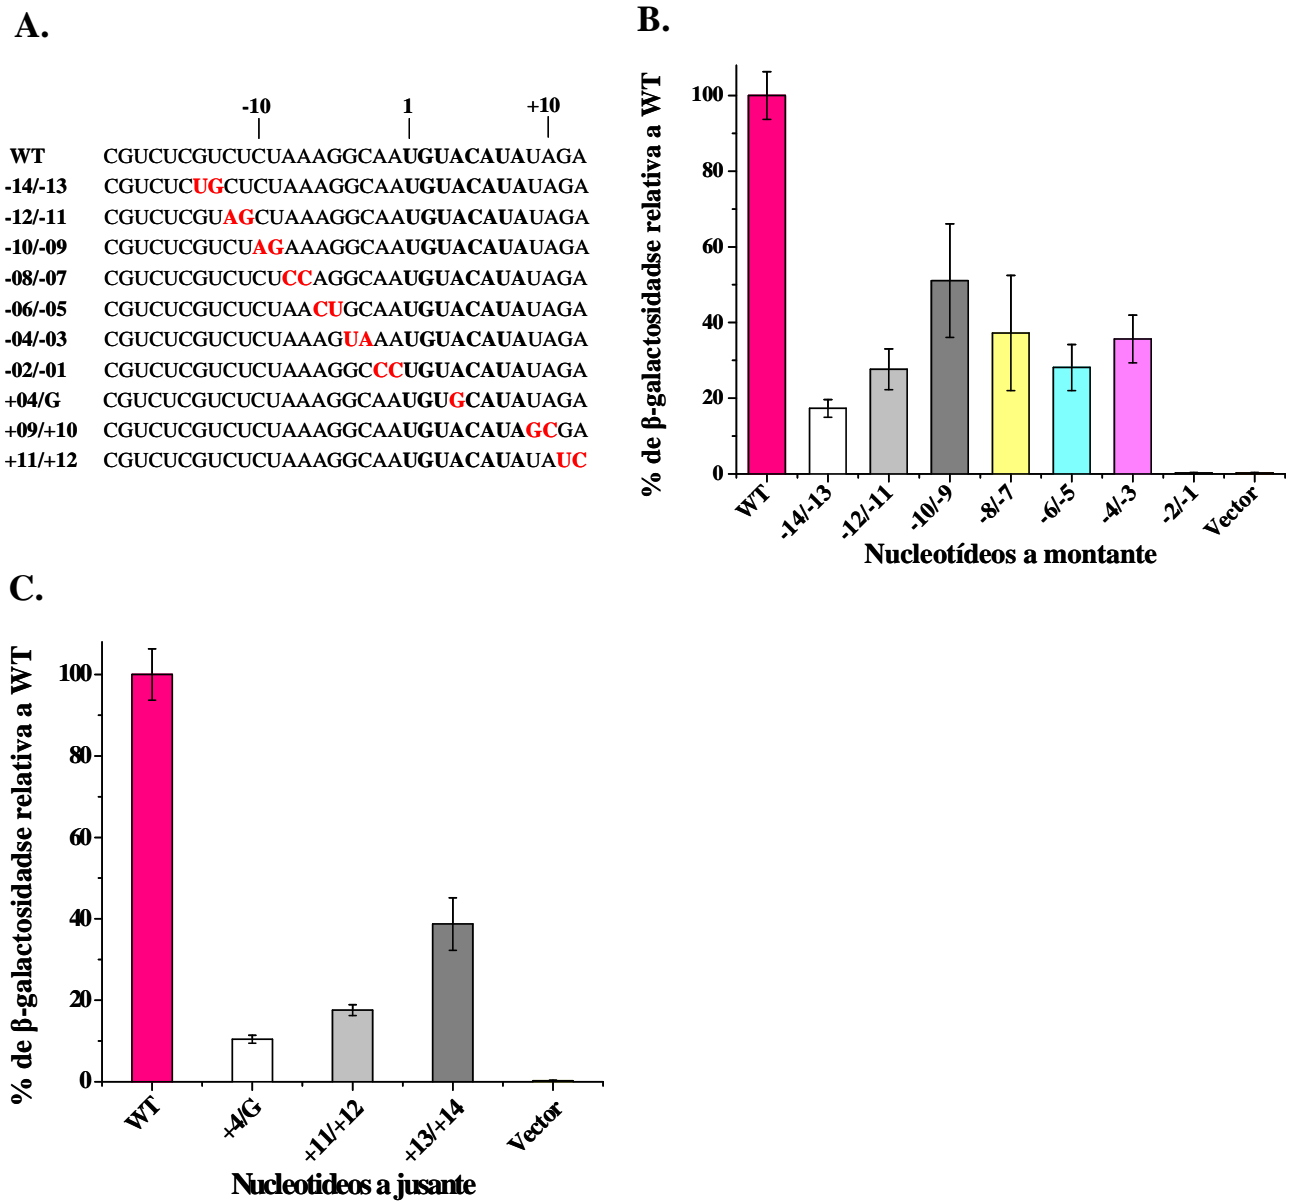 A.
-10 1 +10
WT CGUCUCGUCUCUAAAGGCAAUGUACAUAUAGA
-14/-13 CGUCUCUGCUCUAAAGGCAAUGUACAUAUAGA
-12/-11 CGUCUCGUAGCUAAAGGCAAUGUACAUAUAGA
-10/-09 CGUCUCGUCUAGAAAGGCAAUGUACAUAUAGA
-08/-07 CGUCUCGUCUCUCCAGGCAAUGUACAUAUAGA
-06/-05 CGUCUCGUCUCUAACUGCAAUGUACAUAUAGA
-04/-03 CGUCUCGUCUCUAAAGUAAAUGUACAUAUAGA
-02/-01 CGUCUCGUCUCUAAAGGCCCUGUACAUAUAGA
+04/G CGUCUCGUCUCUAAAGGCAAUGUGCAUAUAGA
+09/+10 CGUCUCGUCUCUAAAGGCAAUGUACAUAGCGA
+11/+12 CGUCUCGUCUCUAAAGGCAAUGUACAUAUAUC
B.
% de β-galactosidadse relativa a WT
100
80
60
40
20
0
WT -14/-13 -12/-11 -10/-9 -8/-7 -6/-5 -4/-3 -2/-1 Vector
Nucleotídeos a montante
C.
% de β-galactosidadse relativa a WT
100
80
60
40
20
0
WT +4/G +11/+12 +13/+14 Vector
Nucleotideos a jusante